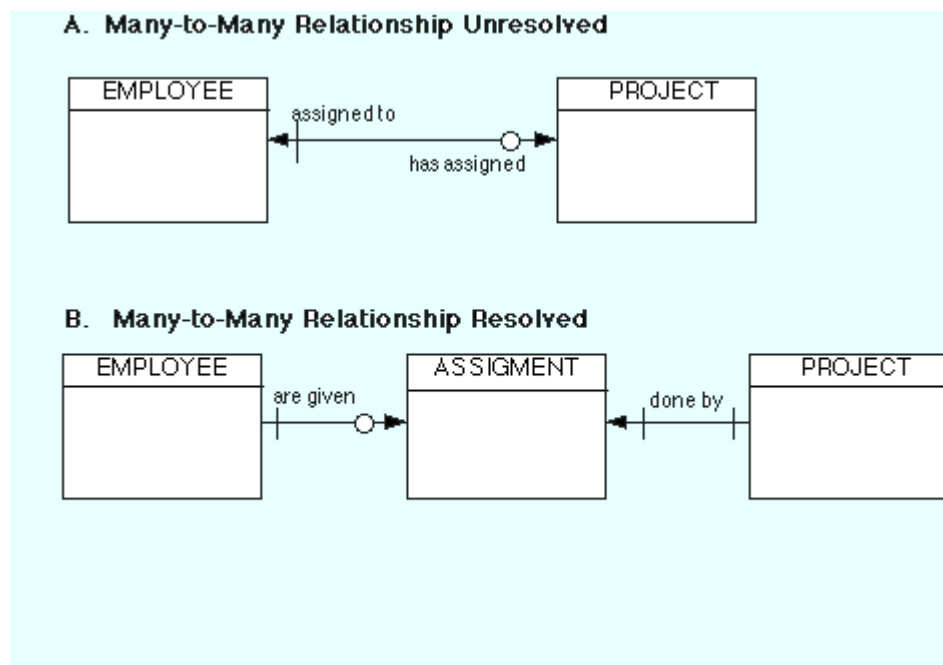 A. Many-to-Many Relationship Unresolved
EMPLOYEE
PROJECT
assigned to
has assigned
B. Many-to-Many Relationship Resolved
EMPLOYEE
ASSIGMENT
PROJECT
are given
done by